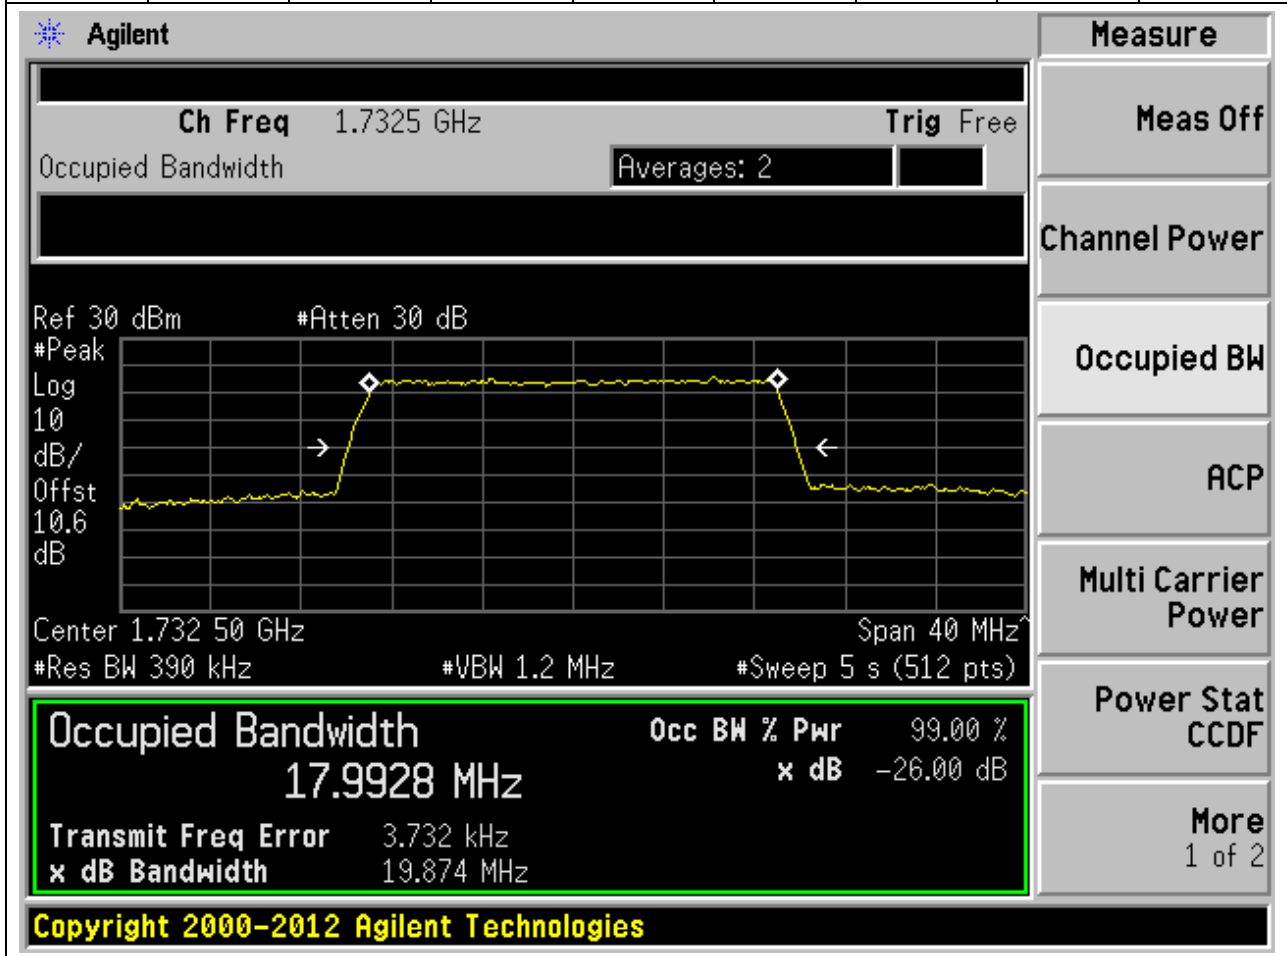 Agilent
Measure
Ch Freq 1.7325 GHz Trig Free
Meas Off
Occupied Bandwidth Averages: 2
Channel Power
Ref 30 dBm #Atten 30 dB
#Peak
Log
10
dB/
Offst
10.6
dB
Occupied BW
ACP
Center 1.732 50 GHz Span 40 MHz^
#Res BW 390 kHz #VBW 1.2 MHz #Sweep 5 s (512 pts)
Multi Carrier
Power
Occupied Bandwidth Occ BW % Pwr 99.00 %
17.9928 MHz x dB -26.00 dB
Transmit Freq Error 3.732 kHz
x dB Bandwidth 19.874 MHz
Power Stat
CCDF
More
1 of 2
Copyright 2000-2012 Agilent Technologies